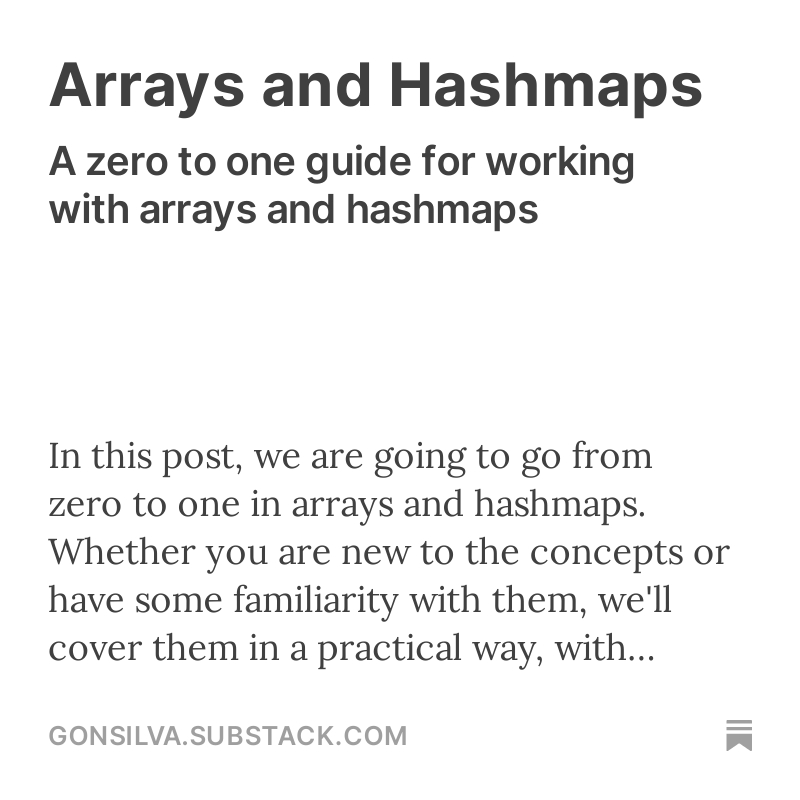 Arrays and Hashmaps
A zero to one guide for working
with arrays and hashmaps
In this post, we are going to go from
zero to one in arrays and hashmaps.
Whether you are new to the concepts or
have some familiarity with them, we'll
cover them in a practical way, with...
GONSILVA.SUBSTACK.COM